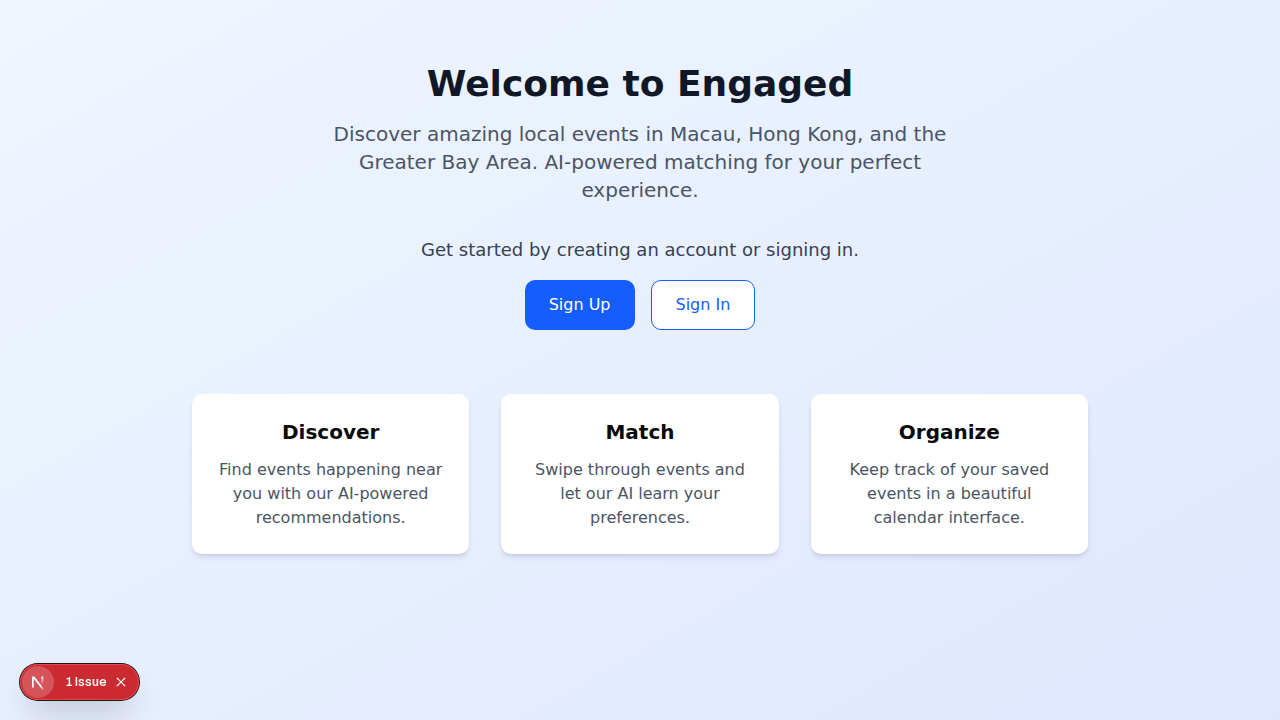 Welcome to Engaged
Discover amazing local events in Macau, Hong Kong, and the
Greater Bay Area. AI-powered matching for your perfect
experience.
Get started by creating an account or signing in.
Sign Up
Sign In
Discover
Find events happening near
you with our AI-powered
recommendations.
Match
Swipe through events and
let our AI learn your
preferences.
Organize
Keep track of your saved
events in a beautiful
calendar interface.
N
1 Issue